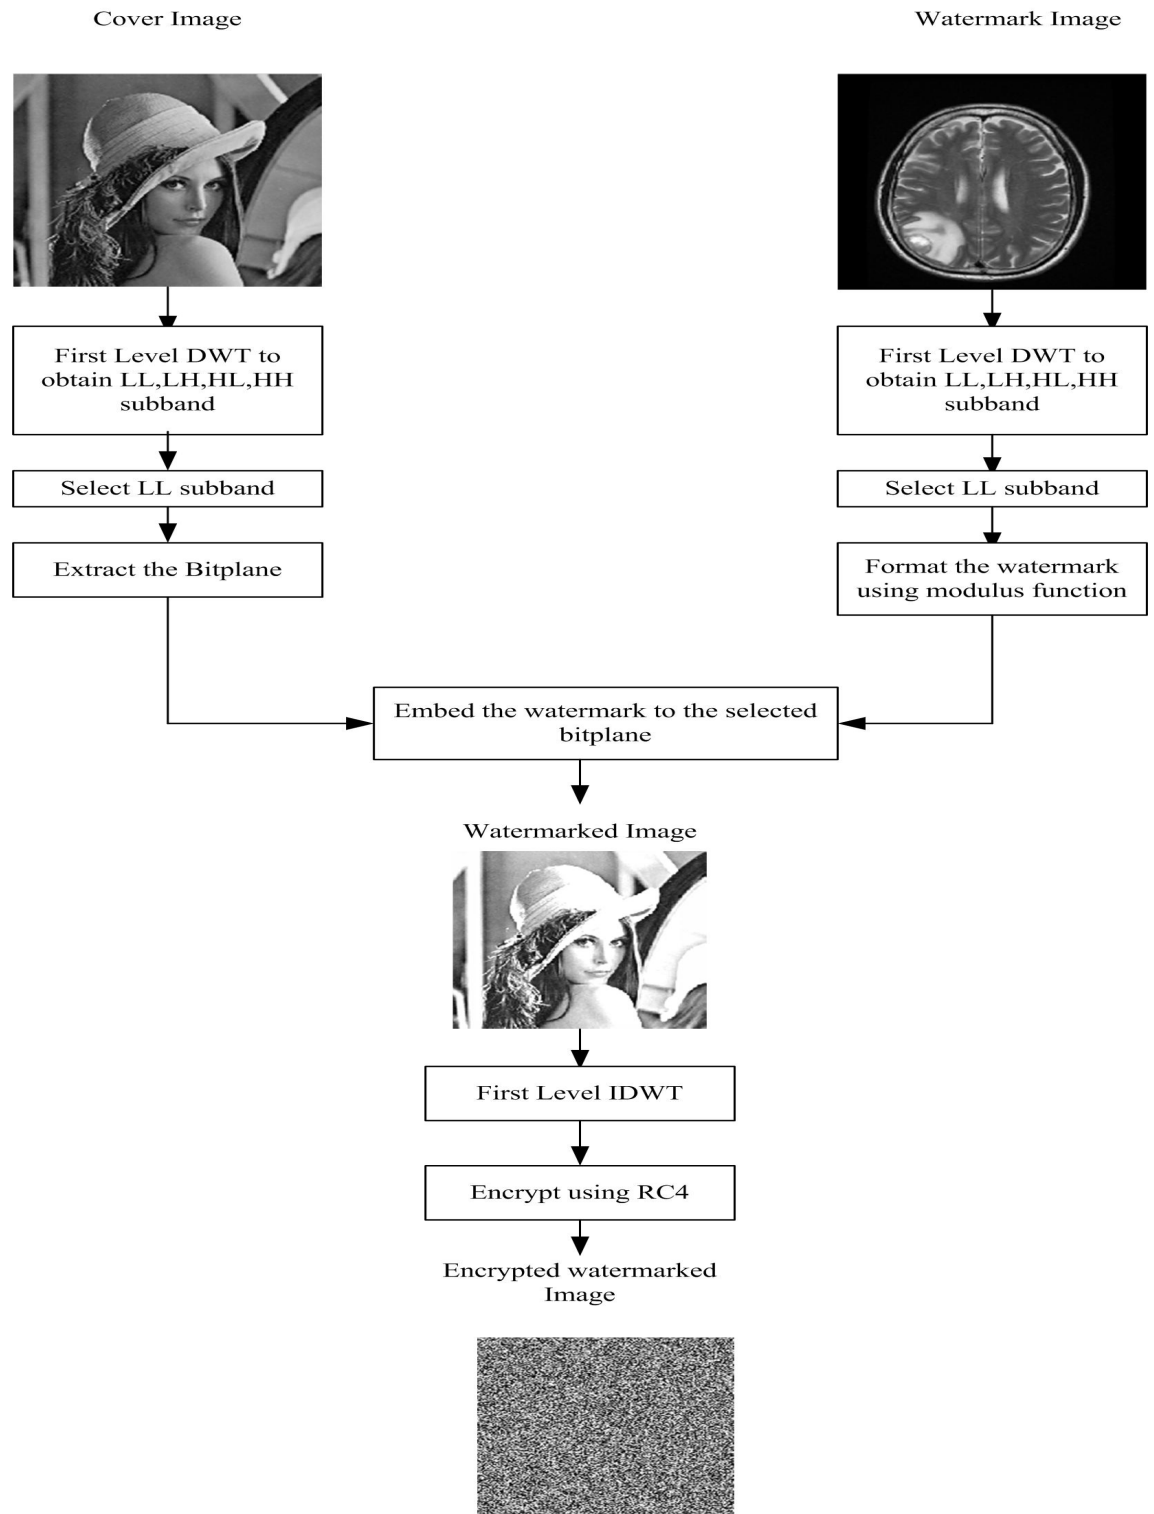 Cover Image
Watermark Image
First Level DWT to
obtain LL,LH,HL,HH
subband
First Level DWT to
obtain LL,LH,HL,HH
subband
Select LL subband
Select LL subband
Extract the Bitplane
Format the watermark
using modulus function
Embed the watermark to the selected
bitplane
Watermarked Image
First Level IDWT
Encrypt using RC4
Encrypted watermarked
Image